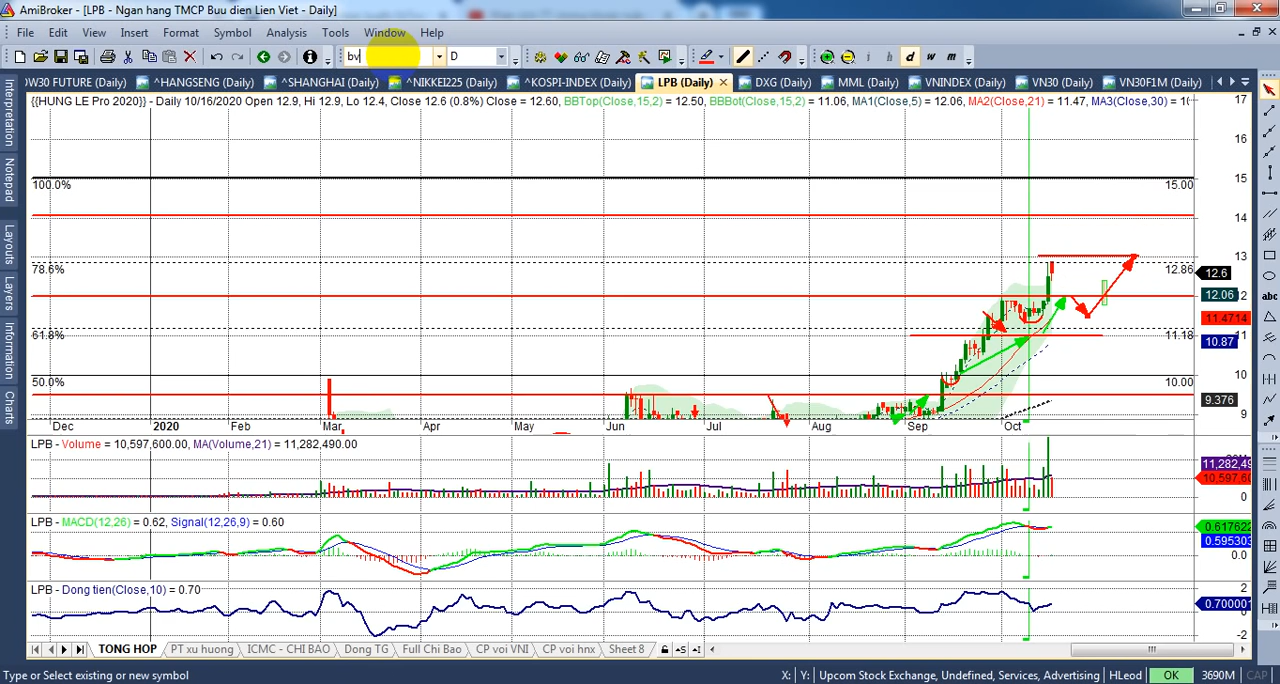 AmiBroker - [LPB - Ngan hang TMCP Buu dien Lien Viet - Daily]
File Edit View Insert Format Symbol Analysis Tools Window Help
bv D i h d w m
W30 FUTURE (Daily) ^HANGSENG (Daily) ^SHANGHAI (Daily) ^NIKKEI225 (Daily) ^KOSPI-INDEX (Daily) LPB (Daily) DXG (Daily) MML (Daily) VNINDEX (Daily) VN30 (Daily) VN30F1M (Daily)
{{HUNG LE Pro 2020}} - Daily 10/16/2020 Open 12.9, Hi 12.9, Lo 12.4, Close 12.6 (0.8%) Close = 12.60, BBTop(Close,15,2) = 12.50, BBBot(Close,15,2) = 11.06, MA1(Close,5) = 12.06, MA2(Close,21) = 11.47, MA3(Close,30) =
17
16
15
100.0% 15.00
14
13
78.6% 12.86 12.6
12.06
11.4714
61.8% 11.18 11
10.87
50.0% 10.00 10
9.376
9
Dec 2020 Feb Mar Apr May Jun Jul Aug Sep Oct
LPB - Volume = 10,597,600.00, MA(Volume,21) = 11,282,490.00
11,282,49
10,597,60
0
LPB - MACD(12,26) = 0.62, Signal(12,26,9) = 0.60
0.617622
0.595303
0.0
LPB - Dong tien(Close,10) = 0.70
2
0.700001
-2
TONG HOP PT xu huong ICMC - CHI BAO Dong TG Full Chi Bao CP voi VNI CP voi hnx Sheet 8
Type or Select existing or new symbol X: Y: Upcom Stock Exchange, Undefined, Services, Advertising HLeod OK 3690M CAP
Interpretation
Notepad
Layouts
Layers
Information
Charts
abc